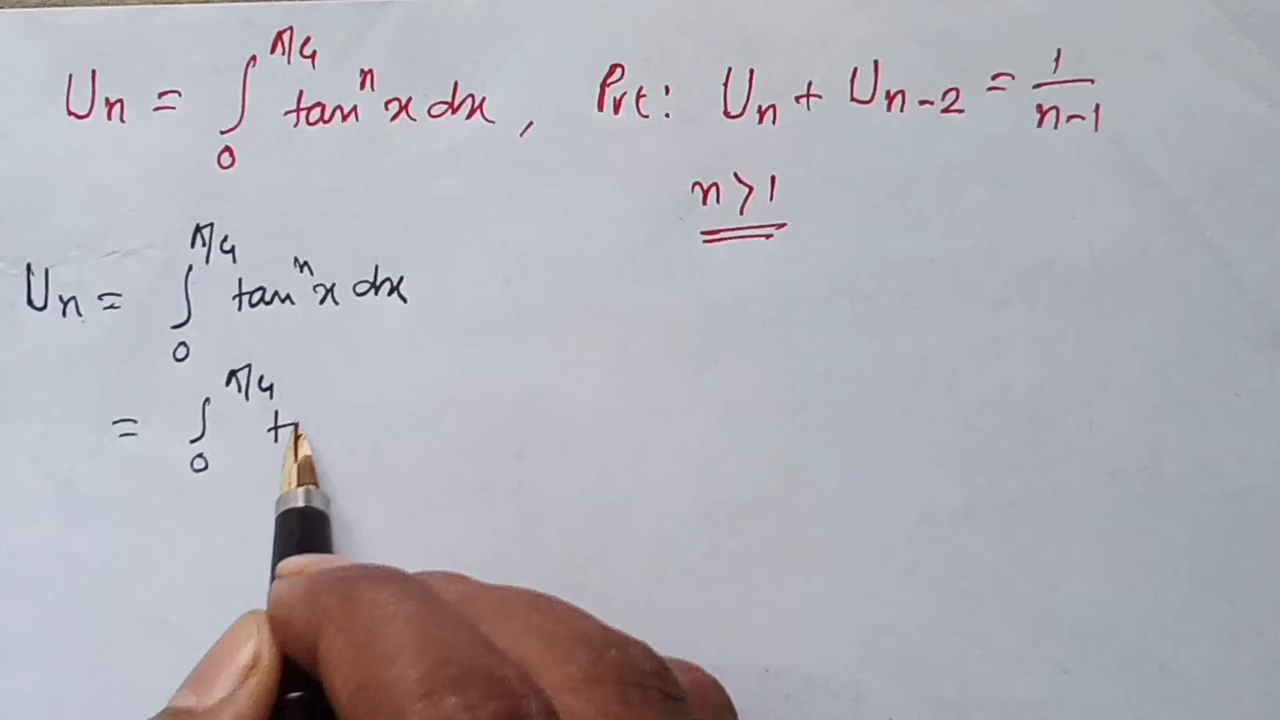 Uₙ = ∫₀^π/4 tanⁿx dx, Prt: Uₙ + Uₙ₋₂ = 1/(n-1)
n>1
Uₙ = ∫₀^π/4 tanⁿx dx
= ∫₀^π/4 t